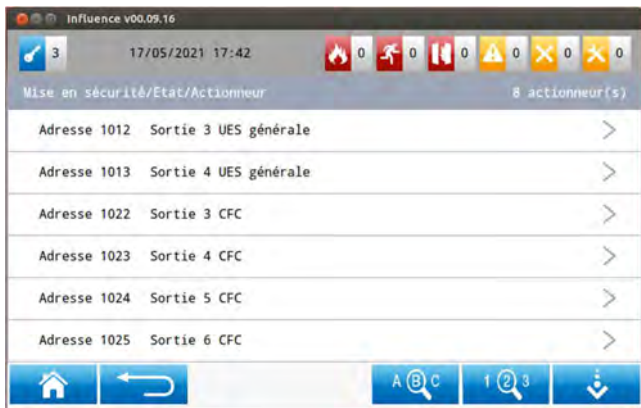 Influence v00.09.16
3 17/05/2021 17:42 0 0 0 0 0 0
Mise en sécurité/Etat/Actionneur 8 actionneur(s)
Adresse 1012 Sortie 3 UES générale
Adresse 1013 Sortie 4 UES générale
Adresse 1022 Sortie 3 CFC
Adresse 1023 Sortie 4 CFC
Adresse 1024 Sortie 5 CFC
Adresse 1025 Sortie 6 CFC
A B C 1 2 3